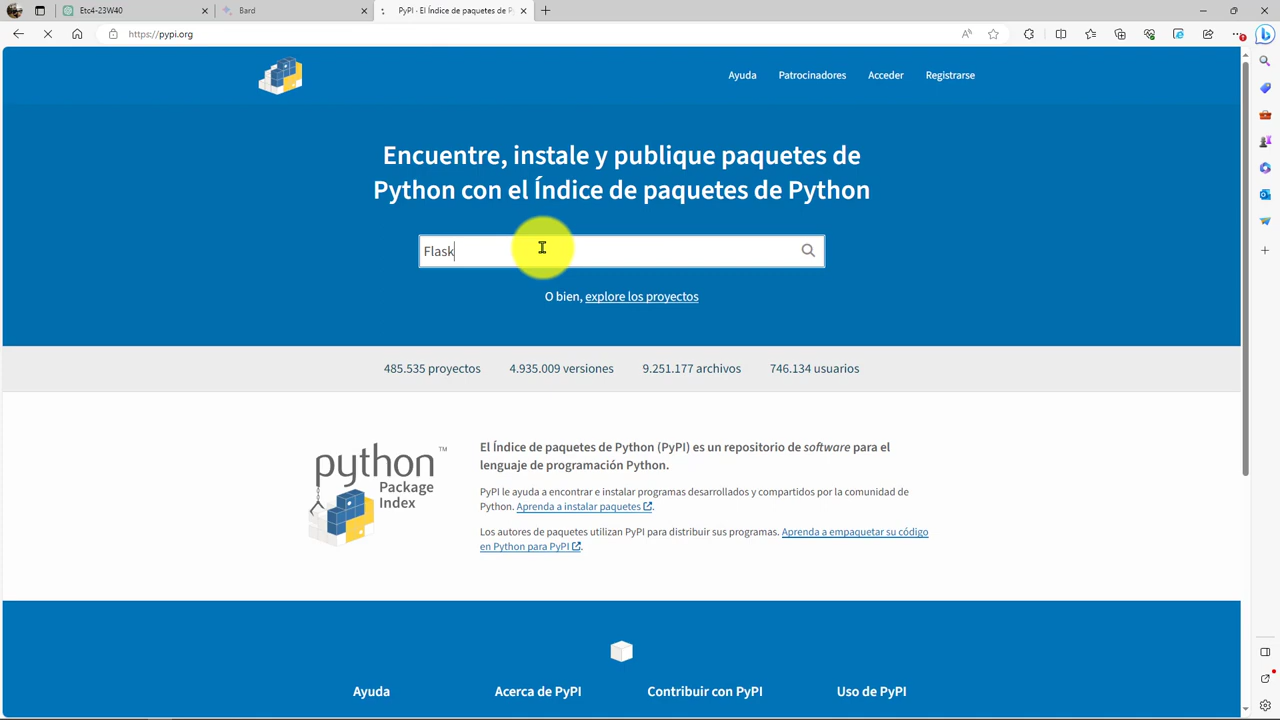 Etc4-23W40
Bard
PyPI · El Índice de paquetes de Py
https://pypi.org
Ayuda
Patrocinadores
Acceder
Registrarse
Encuentre, instale y publique paquetes de
Python con el Índice de paquetes de Python
Flask
O bien, explore los proyectos
485.535 proyectos
4.935.009 versiones
9.251.177 archivos
746.134 usuarios
python™
Package
Index
El Índice de paquetes de Python (PyPI) es un repositorio de software para el
lenguaje de programación Python.
PyPI le ayuda a encontrar e instalar programas desarrollados y compartidos por la comunidad de
Python. Aprenda a instalar paquetes.
Los autores de paquetes utilizan PyPI para distribuir sus programas. Aprenda a empaquetar su código
en Python para PyPI.
Ayuda
Acerca de PyPI
Contribuir con PyPI
Uso de PyPI